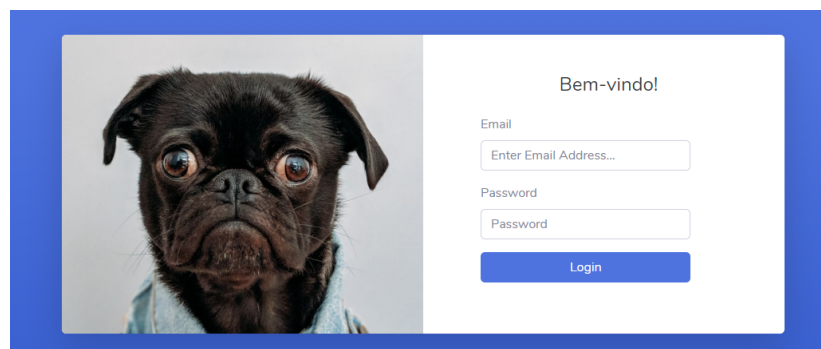 Bem-vindo!
Email
Enter Email Address...
Password
Password
Login